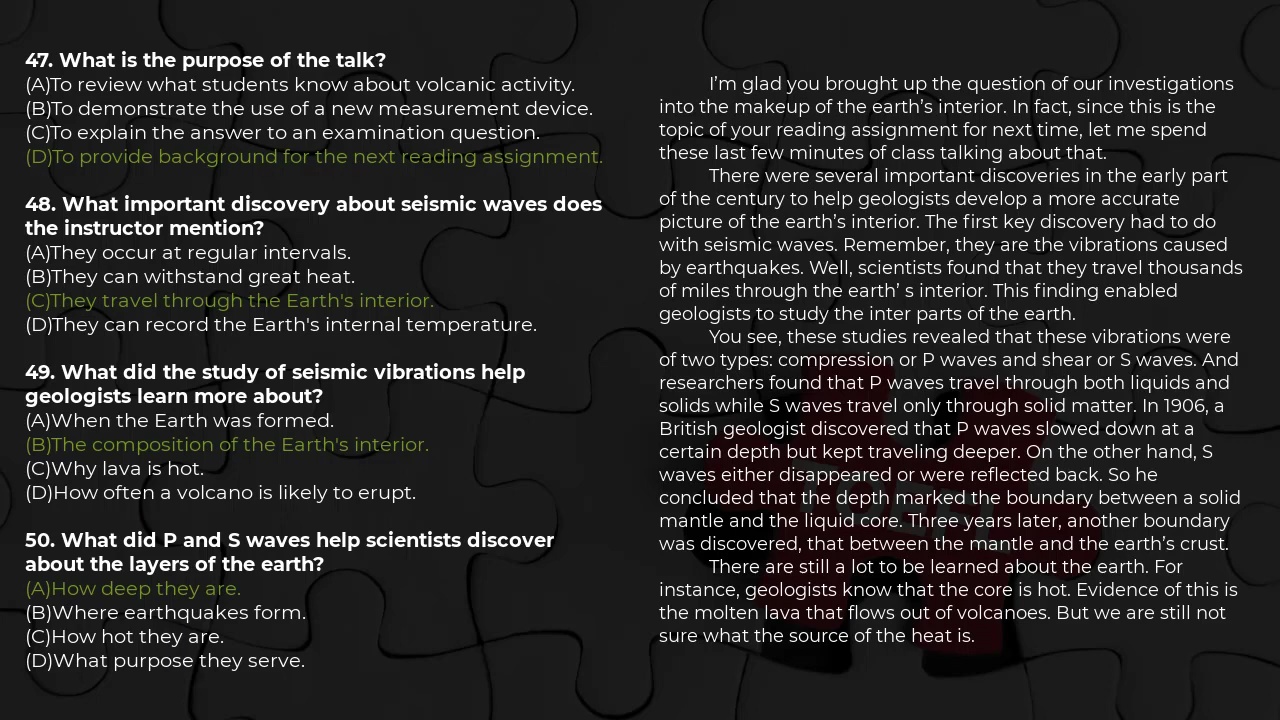 47. What is the purpose of the talk?
(A)To review what students know about volcanic activity.
(B)To demonstrate the use of a new measurement device.
(C)To explain the answer to an examination question.
(D)To provide background for the next reading assignment.
48. What important discovery about seismic waves does
the instructor mention?
(A)They occur at regular intervals.
(B)They can withstand great heat.
(C)They travel through the Earth's interior.
(D)They can record the Earth's internal temperature.
49. What did the study of seismic vibrations help
geologists learn more about?
(A)When the Earth was formed.
(B)The composition of the Earth's interior.
(C)Why lava is hot.
(D)How often a volcano is likely to erupt.
50. What did P and S waves help scientists discover
about the layers of the earth?
(A)How deep they are.
(B)Where earthquakes form.
(C)How hot they are.
(D)What purpose they serve.
I’m glad you brought up the question of our investigations
into the makeup of the earth’s interior. In fact, since this is the
topic of your reading assignment for next time, let me spend
these last few minutes of class talking about that.
There were several important discoveries in the early part
of the century to help geologists develop a more accurate
picture of the earth’s interior. The first key discovery had to do
with seismic waves. Remember, they are the vibrations caused
by earthquakes. Well, scientists found that they travel thousands
of miles through the earth’ s interior. This finding enabled
geologists to study the inter parts of the earth.
You see, these studies revealed that these vibrations were
of two types: compression or P waves and shear or S waves. And
researchers found that P waves travel through both liquids and
solids while S waves travel only through solid matter. In 1906, a
British geologist discovered that P waves slowed down at a
certain depth but kept traveling deeper. On the other hand, S
waves either disappeared or were reflected back. So he
concluded that the depth marked the boundary between a solid
mantle and the liquid core. Three years later, another boundary
was discovered, that between the mantle and the earth’s crust.
There are still a lot to be learned about the earth. For
instance, geologists know that the core is hot. Evidence of this is
the molten lava that flows out of volcanoes. But we are still not
sure what the source of the heat is.